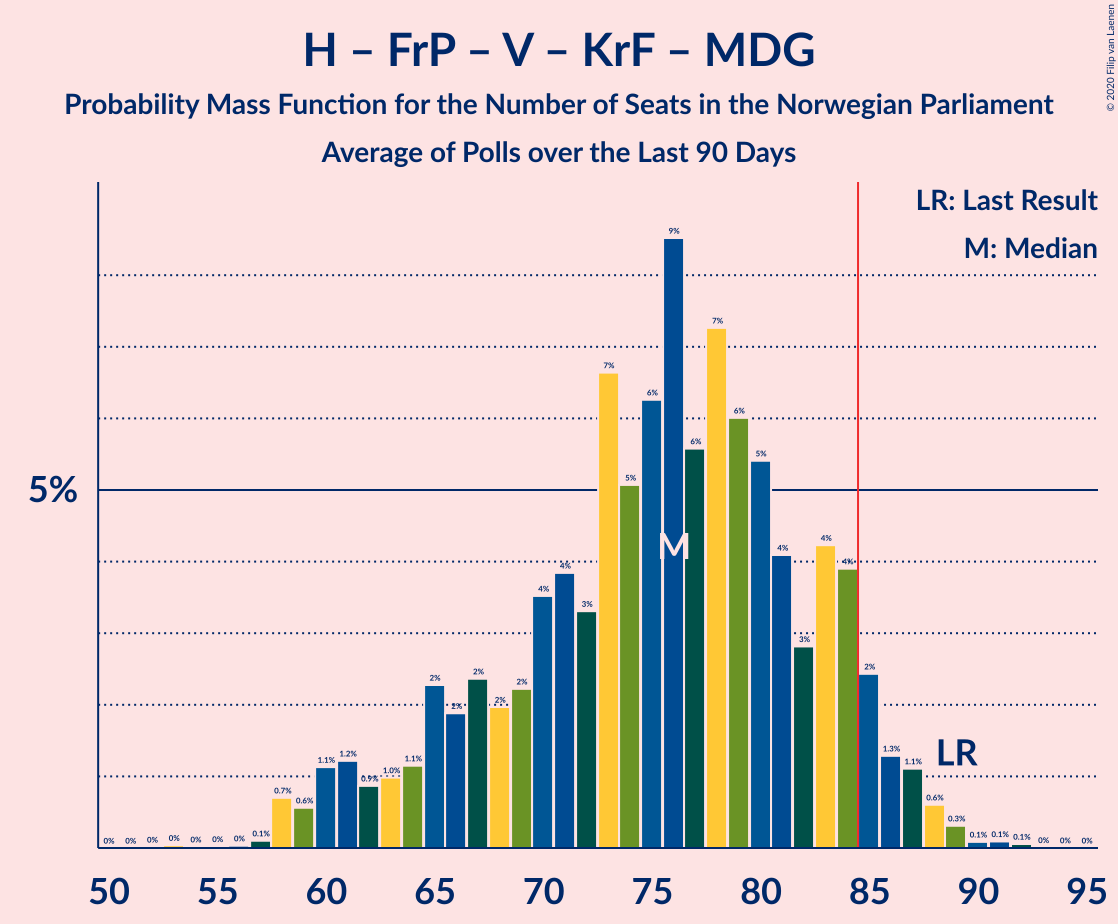 H – FrP – V – KrF – MDG
Probability Mass Function for the Number of Seats in the Norwegian Parliament
Average of Polls over the Last 90 Days
© 2020 Filip van Laenen
LR: Last Result
M: Median
5%
0% 0% 0% 0% 0% 0% 0% 0.1% 0.7% 0.6% 1.1% 1.2% 0.9% 1.0% 1.1% 2% 2% 2% 2% 2% 4% 4% 3% 7% 5% 6% 9% 6% 7% 6% 5% 4% 3% 4% 4% 2% 1.3% 1.1% 0.6% 0.3% 0.1% 0.1% 0.1% 0% 0% 0%
M
LR
50 55 60 65 70 75 80 85 90 95